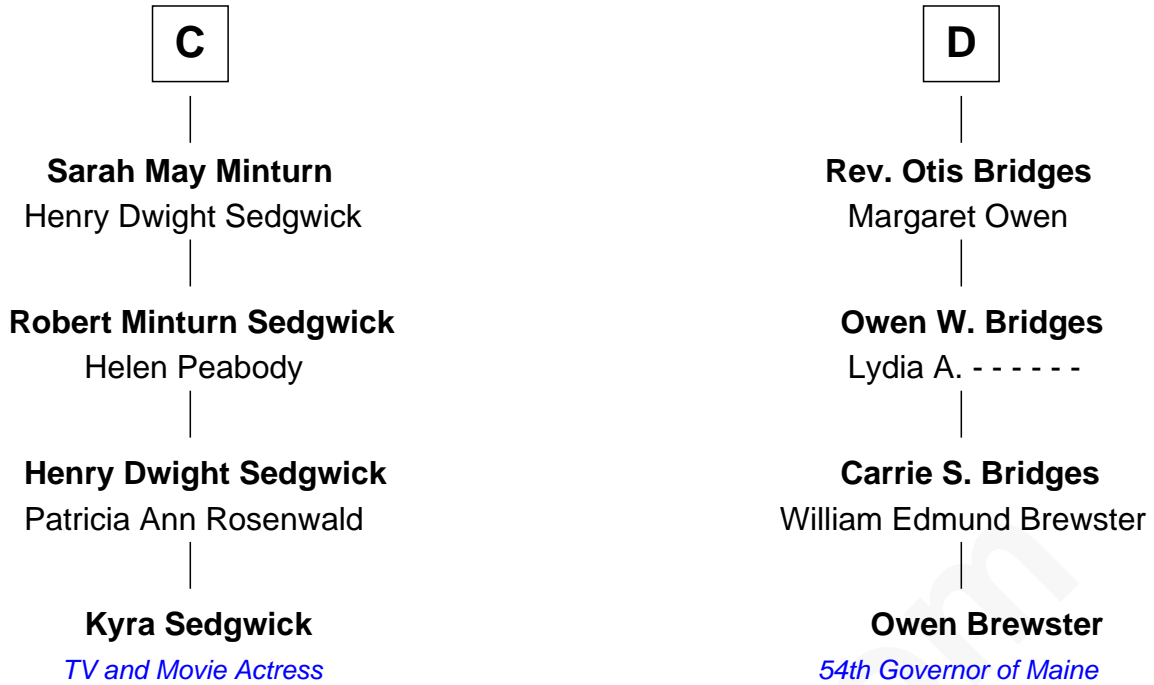 C
Sarah May Minturn
Henry Dwight Sedgwick
Robert Minturn Sedgwick
Helen Peabody
Henry Dwight Sedgwick
Patricia Ann Rosenwald
Kyra Sedgwick
TV and Movie Actress
D
Rev. Otis Bridges
Margaret Owen
Owen W. Bridges
Lydia A. - - - - - -
Carrie S. Bridges
William Edmund Brewster
Owen Brewster
54th Governor of Maine